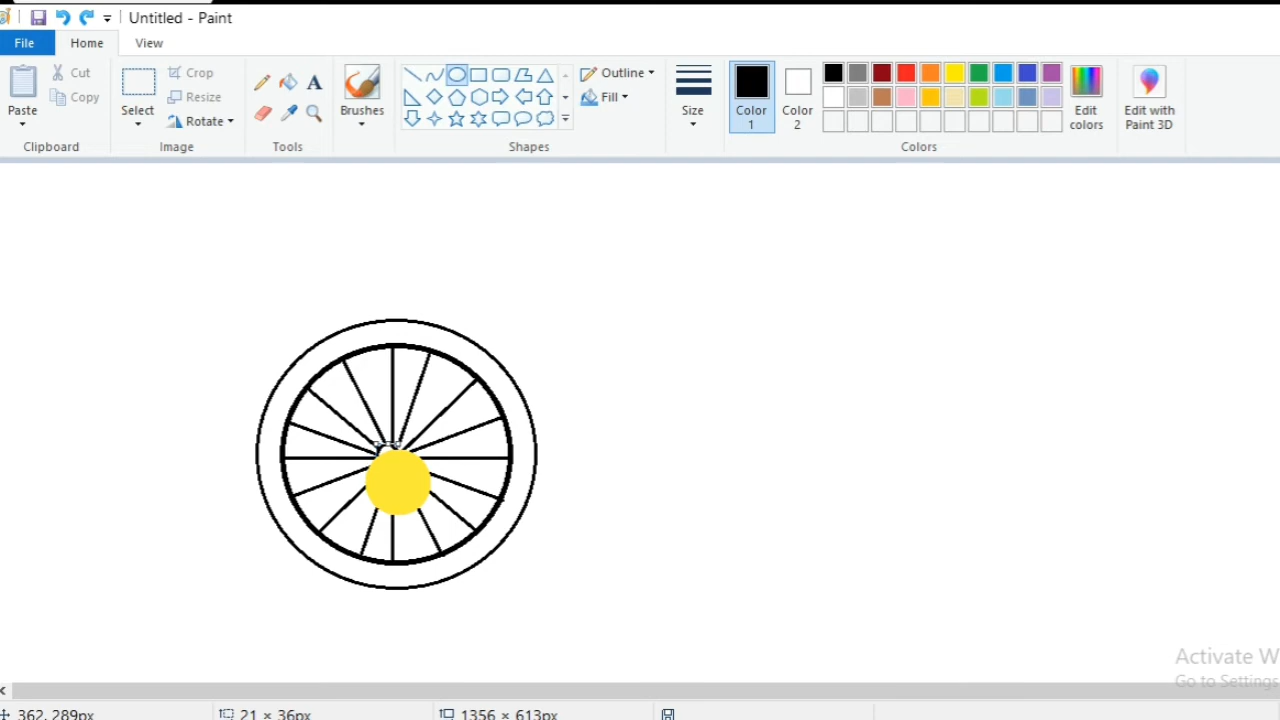 Untitled - Paint
File Home View
Paste
Cut
Copy
Clipboard
Select
Crop
Resize
Rotate
Image
A
Tools
Brushes
Outline
Fill
Shapes
Size
Color 1
Color 2
Edit colors
Colors
Edit with Paint 3D
Activate W
Go to Settings
362, 289px 21 × 36px 1356 × 613px